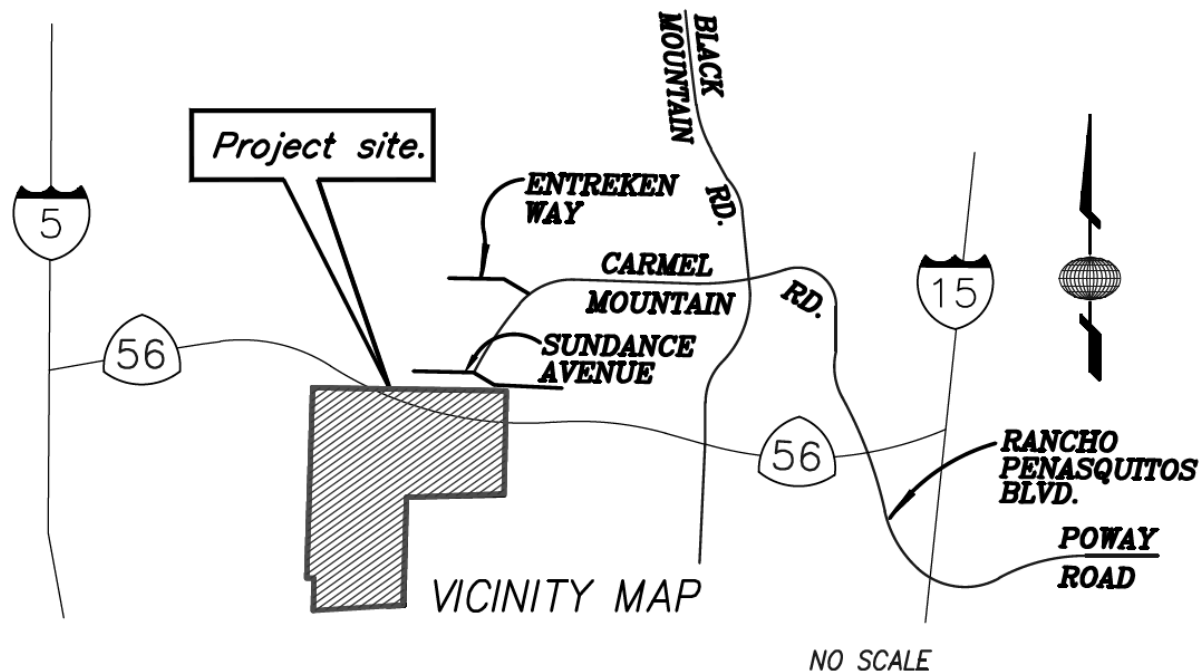 BLACK
MOUNTAIN
RD.
Project site.
ENTREKEN
WAY
5
CARMEL
MOUNTAIN
RD.
15
SUNDANCE
AVENUE
56
56
RANCHO
PENASQUITOS
BLVD.
POWAY
ROAD
VICINITY MAP
NO SCALE